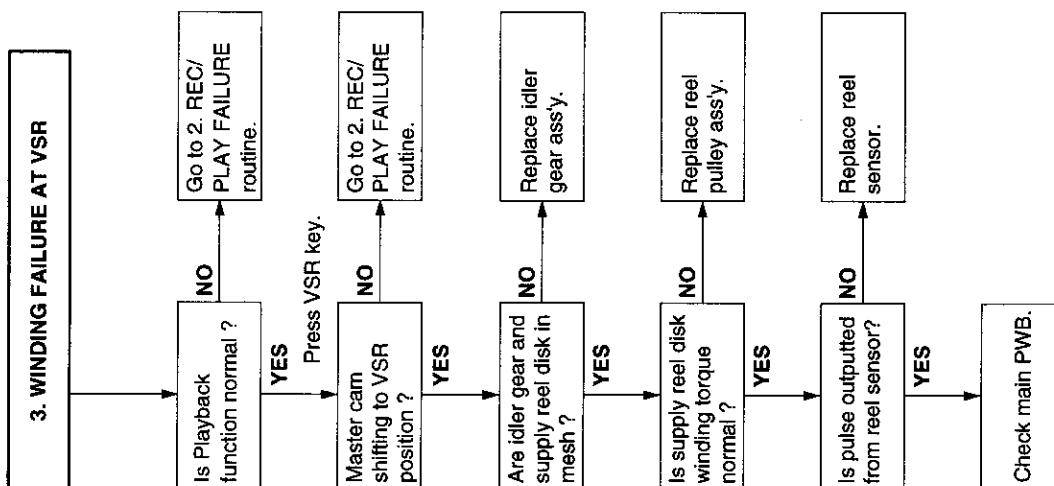 3. WINDING FAILURE AT VSR
Is Playback
function normal ?
NO
Go to 2. REC/
PLAY FAILURE
routine.
YES
Press VSR key.
Master cam
shifting to VSR
position ?
NO
Go to 2. REC/
PLAY FAILURE
routine.
YES
Are idler gear and
supply reel disk in
mesh ?
NO
Replace idler
gear ass'y.
YES
Is supply reel disk
winding torque
normal ?
NO
Replace reel
pulley ass'y.
YES
Is pulse outputted
from reel sensor?
NO
Replace reel
sensor.
YES
Check main PWB.